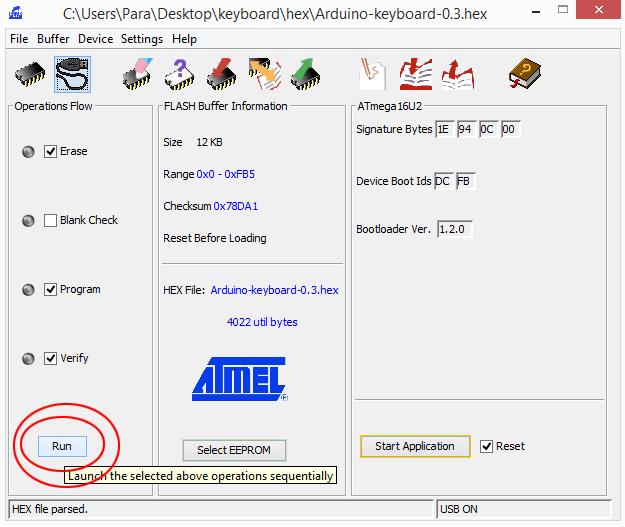 C:\Users\Para\Desktop\keyboard\hex\Arduino-keyboard-0.3.hex
File Buffer Device Settings Help
Operations Flow
Erase
Blank Check
Program
Verify
Run
Launch the selected above operations sequentially
FLASH Buffer Information
Size 12 KB
Range 0x0 - 0xFB5
Checksum 0x78DA1
Reset Before Loading
HEX File: Arduino-keyboard-0.3.hex
4022 util bytes
ATMEL
®
Select EEPROM
ATmega16U2
Signature Bytes 1E 94 0C 00
Device Boot Ids DC FB
Bootloader Ver. 1.2.0
Start Application Reset
HEX file parsed. USB ON